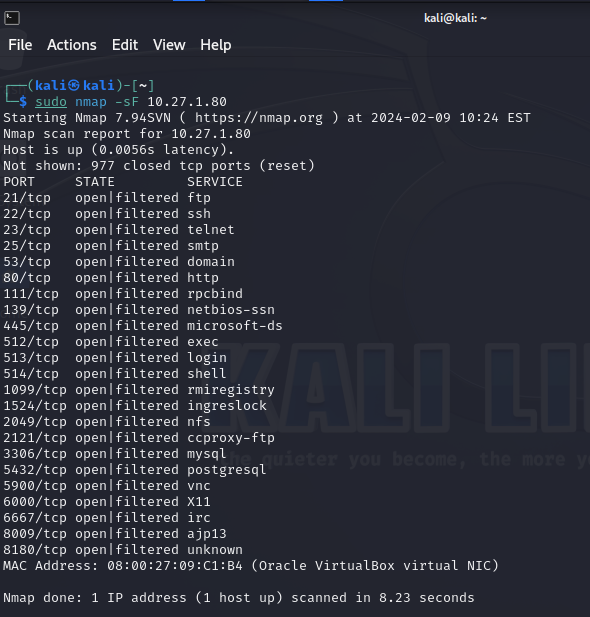 kali@kali: ~
File Actions Edit View Help
┌──(kali㉿kali)-[~]
└─$ sudo nmap -sF 10.27.1.80
Starting Nmap 7.94SVN ( https://nmap.org ) at 2024-02-09 10:24 EST
Nmap scan report for 10.27.1.80
Host is up (0.0056s latency).
Not shown: 977 closed tcp ports (reset)
PORT STATE SERVICE
21/tcp open|filtered ftp
22/tcp open|filtered ssh
23/tcp open|filtered telnet
25/tcp open|filtered smtp
53/tcp open|filtered domain
80/tcp open|filtered http
111/tcp open|filtered rpcbind
139/tcp open|filtered netbios-ssn
445/tcp open|filtered microsoft-ds
512/tcp open|filtered exec
513/tcp open|filtered login
514/tcp open|filtered shell
1099/tcp open|filtered rmiregistry
1524/tcp open|filtered ingreslock
2049/tcp open|filtered nfs
2121/tcp open|filtered ccproxy-ftp
3306/tcp open|filtered mysql
5432/tcp open|filtered postgresql
5900/tcp open|filtered vnc
6000/tcp open|filtered X11
6667/tcp open|filtered irc
8009/tcp open|filtered ajp13
8180/tcp open|filtered unknown
MAC Address: 08:00:27:09:C1:B4 (Oracle VirtualBox virtual NIC)
Nmap done: 1 IP address (1 host up) scanned in 8.23 seconds
KALI LI
the quieter you become, the more y